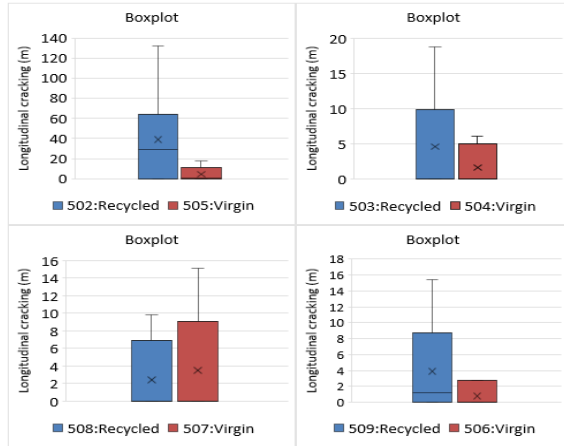 Boxplot
Longitudinal cracking (m)
140
120
100
80
60
40
20
0
502:Recycled 505:Virgin
Boxplot
Longitudinal cracking (m)
20
15
10
5
0
503:Recycled 504:Virgin
Boxplot
Longitudinal cracking (m)
16
14
12
10
8
6
4
2
0
508:Recycled 507:Virgin
Boxplot
Longitudinal cracking (m)
18
16
14
12
10
8
6
4
2
0
509:Recycled 506:Virgin